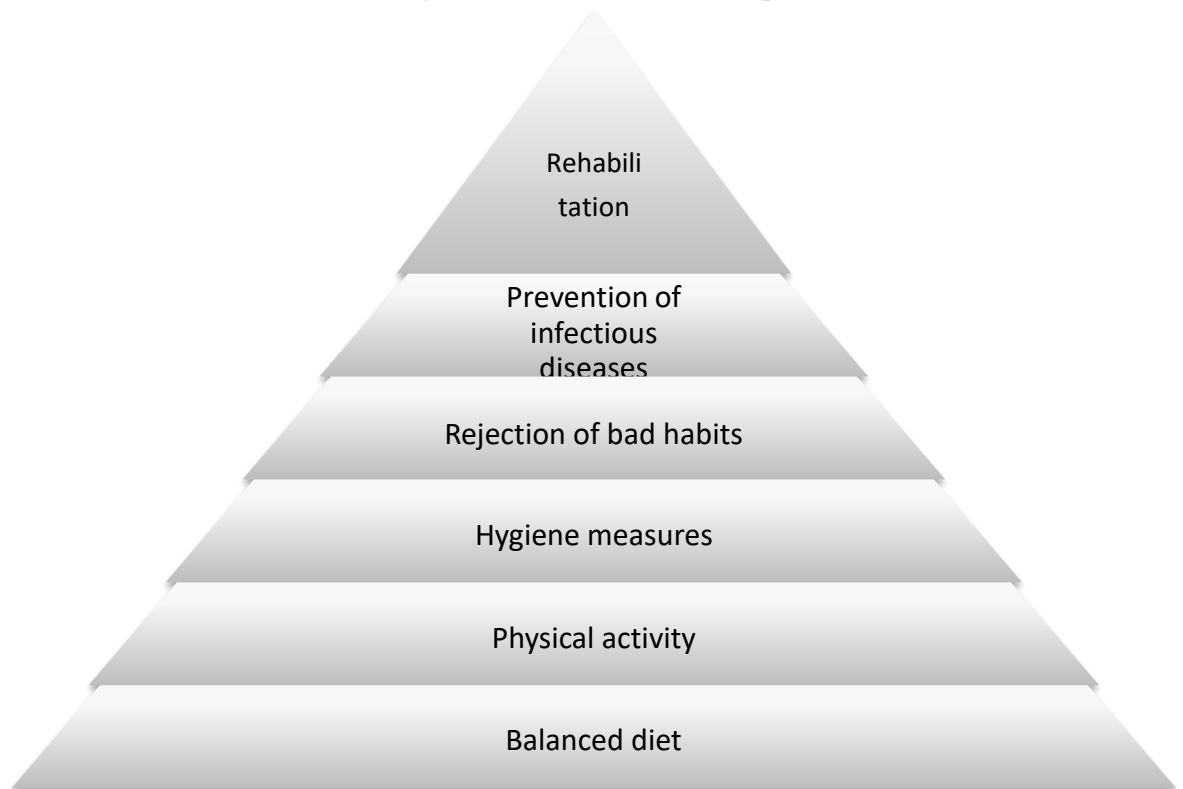 Rehabili
tation
Prevention of
infectious
diseases
Rejection of bad habits
Hygiene measures
Physical activity
Balanced diet